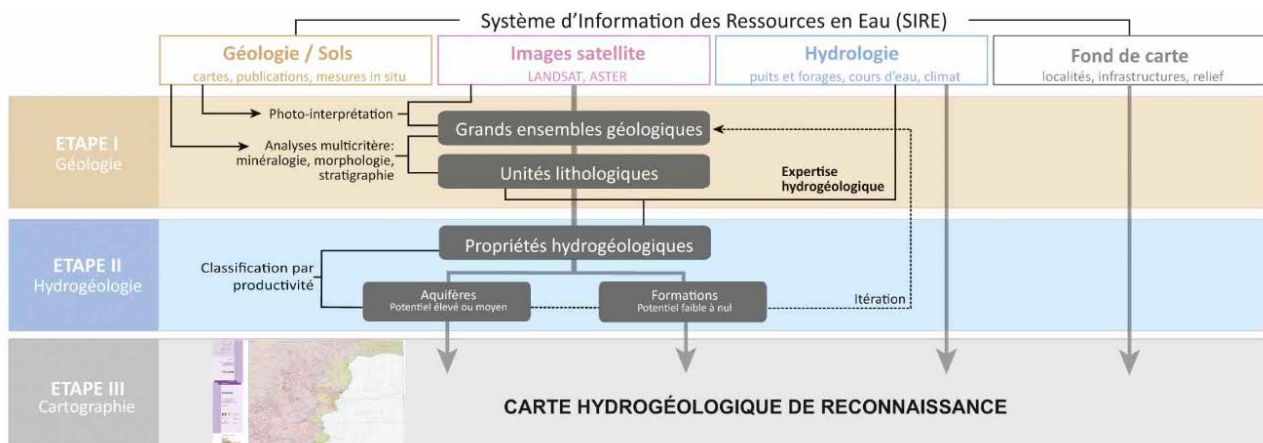 Système d'Information des Ressources en Eau (SIRE)
Géologie / Sols
cartes, publications, mesures in situ
Images satellite
LANDSAT, ASTER
Hydrologie
puits et forages, cours d'eau, climat
Fond de carte
localités, infrastructures, relief
ETAPE I
Géologie
Photo-interprétation
Analyses multicritère:
minéralogie, morphologie,
stratigraphie
Grands ensembles géologiques
Unités lithologiques
Expertise
hydrogéologique
ETAPE II
Hydrogéologie
Classification par
productivité
Propriétés hydrogéologiques
Aquifères
Potentiel élevé ou moyen
Formations
Potentiel faible à nul
Itération
ETAPE III
Cartographie
CARTE HYDROGÉOLOGIQUE DE RECONNAISSANCE